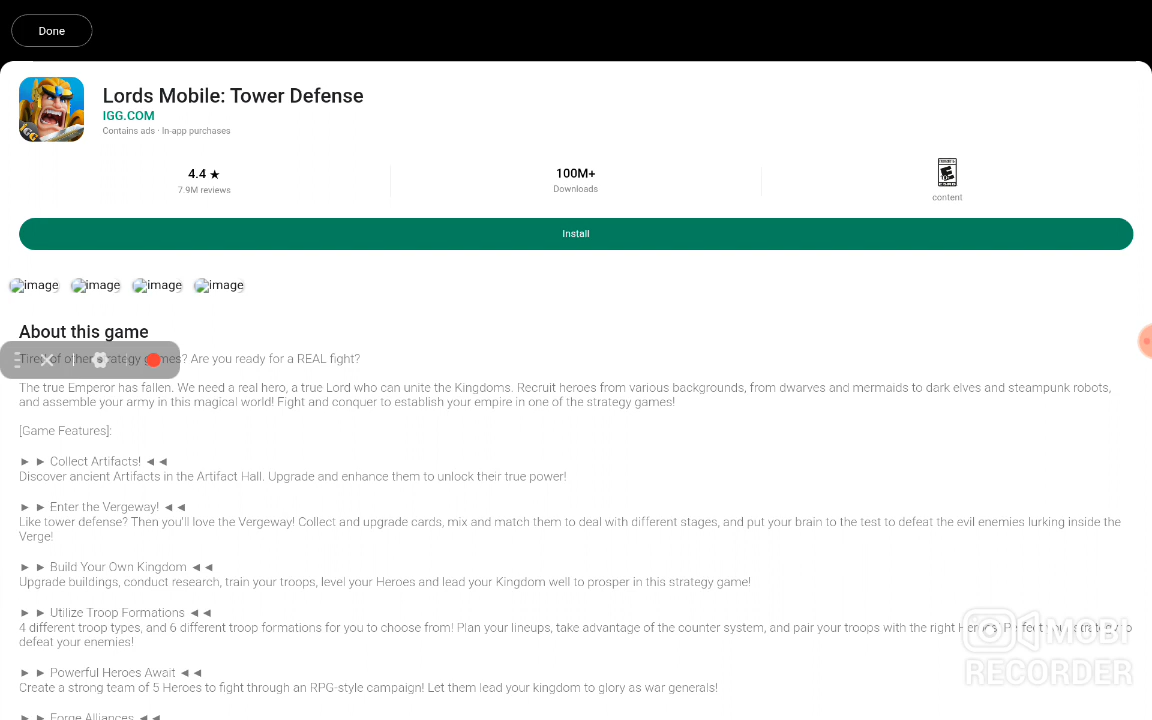 Done
Lords Mobile: Tower Defense
IGG.COM
Contains ads · In-app purchases
4.4 ★
7.9M reviews
100M+
Downloads
E
content
Install
image
image
image
image
IGG
About this game
Tired of other strategy games? Are you ready for a REAL fight?
The true Emperor has fallen. We need a real hero, a true Lord who can unite the Kingdoms. Recruit heroes from various backgrounds, from dwarves and mermaids to dark elves and steampunk robots,
and assemble your army in this magical world! Fight and conquer to establish your empire in one of the strategy games!
[Game Features]:
► ► Collect Artifacts! ◄ ◄
Discover ancient Artifacts in the Artifact Hall. Upgrade and enhance them to unlock their true power!
► ► Enter the Vergeway! ◄ ◄
Like tower defense? Then you'll love the Vergeway! Collect and upgrade cards, mix and match them to deal with different stages, and put your brain to the test to defeat the evil enemies lurking inside the
Verge!
► ► Build Your Own Kingdom ◄ ◄
Upgrade buildings, conduct research, train your troops, level your Heroes and lead your Kingdom well to prosper in this strategy game!
► ► Utilize Troop Formations ◄ ◄
4 different troop types, and 6 different troop formations for you to choose from! Plan your lineups, take advantage of the counter system, and pair your troops with the right Heroes! Perfect your strategy to
defeat your enemies!
► ► Powerful Heroes Await ◄ ◄
Create a strong team of 5 Heroes to fight through an RPG-style campaign! Let them lead your kingdom to glory as war generals!
► ► Forge Alliances ◄ ◄
MOBI
RECORDER